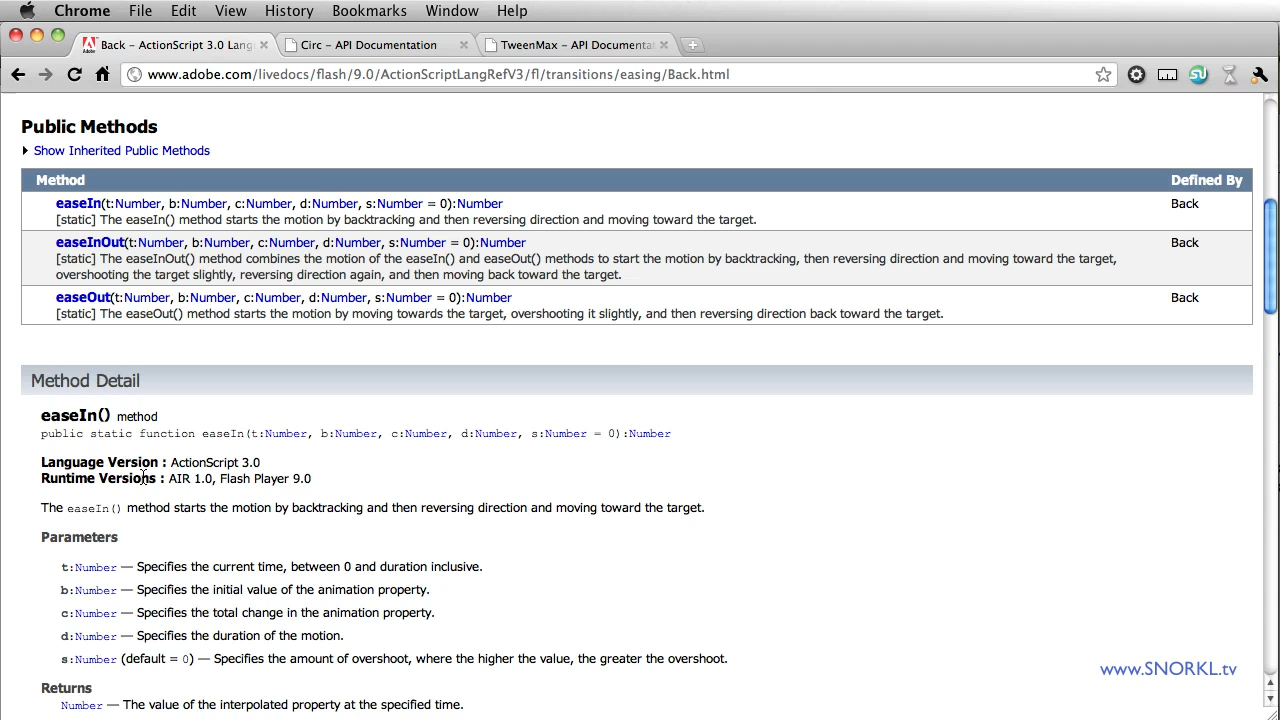 Chrome File Edit View History Bookmarks Window Help
Back – ActionScript 3.0 Lang Circ – API Documentation TweenMax – API Documenta
www.adobe.com/livedocs/flash/9.0/ActionScriptLangRefV3/fl/transitions/easing/Back.html
Public Methods
Show Inherited Public Methods
Method Defined By
easeIn(t:Number, b:Number, c:Number, d:Number, s:Number = 0):Number Back
[static] The easeIn() method starts the motion by backtracking and then reversing direction and moving toward the target.
easeInOut(t:Number, b:Number, c:Number, d:Number, s:Number = 0):Number Back
[static] The easeInOut() method combines the motion of the easeIn() and easeOut() methods to start the motion by backtracking, then reversing direction and moving toward the target,
overshooting the target slightly, reversing direction again, and then moving back toward the target.
easeOut(t:Number, b:Number, c:Number, d:Number, s:Number = 0):Number Back
[static] The easeOut() method starts the motion by moving towards the target, overshooting it slightly, and then reversing direction back toward the target.
Method Detail
easeIn() method
public static function easeIn(t:Number, b:Number, c:Number, d:Number, s:Number = 0):Number
Language Version : ActionScript 3.0
Runtime Versions : AIR 1.0, Flash Player 9.0
The easeIn() method starts the motion by backtracking and then reversing direction and moving toward the target.
Parameters
t:Number — Specifies the current time, between 0 and duration inclusive.
b:Number — Specifies the initial value of the animation property.
c:Number — Specifies the total change in the animation property.
d:Number — Specifies the duration of the motion.
s:Number (default = 0) — Specifies the amount of overshoot, where the higher the value, the greater the overshoot.
www.SNORKL.tv
Returns
Number — The value of the interpolated property at the specified time.